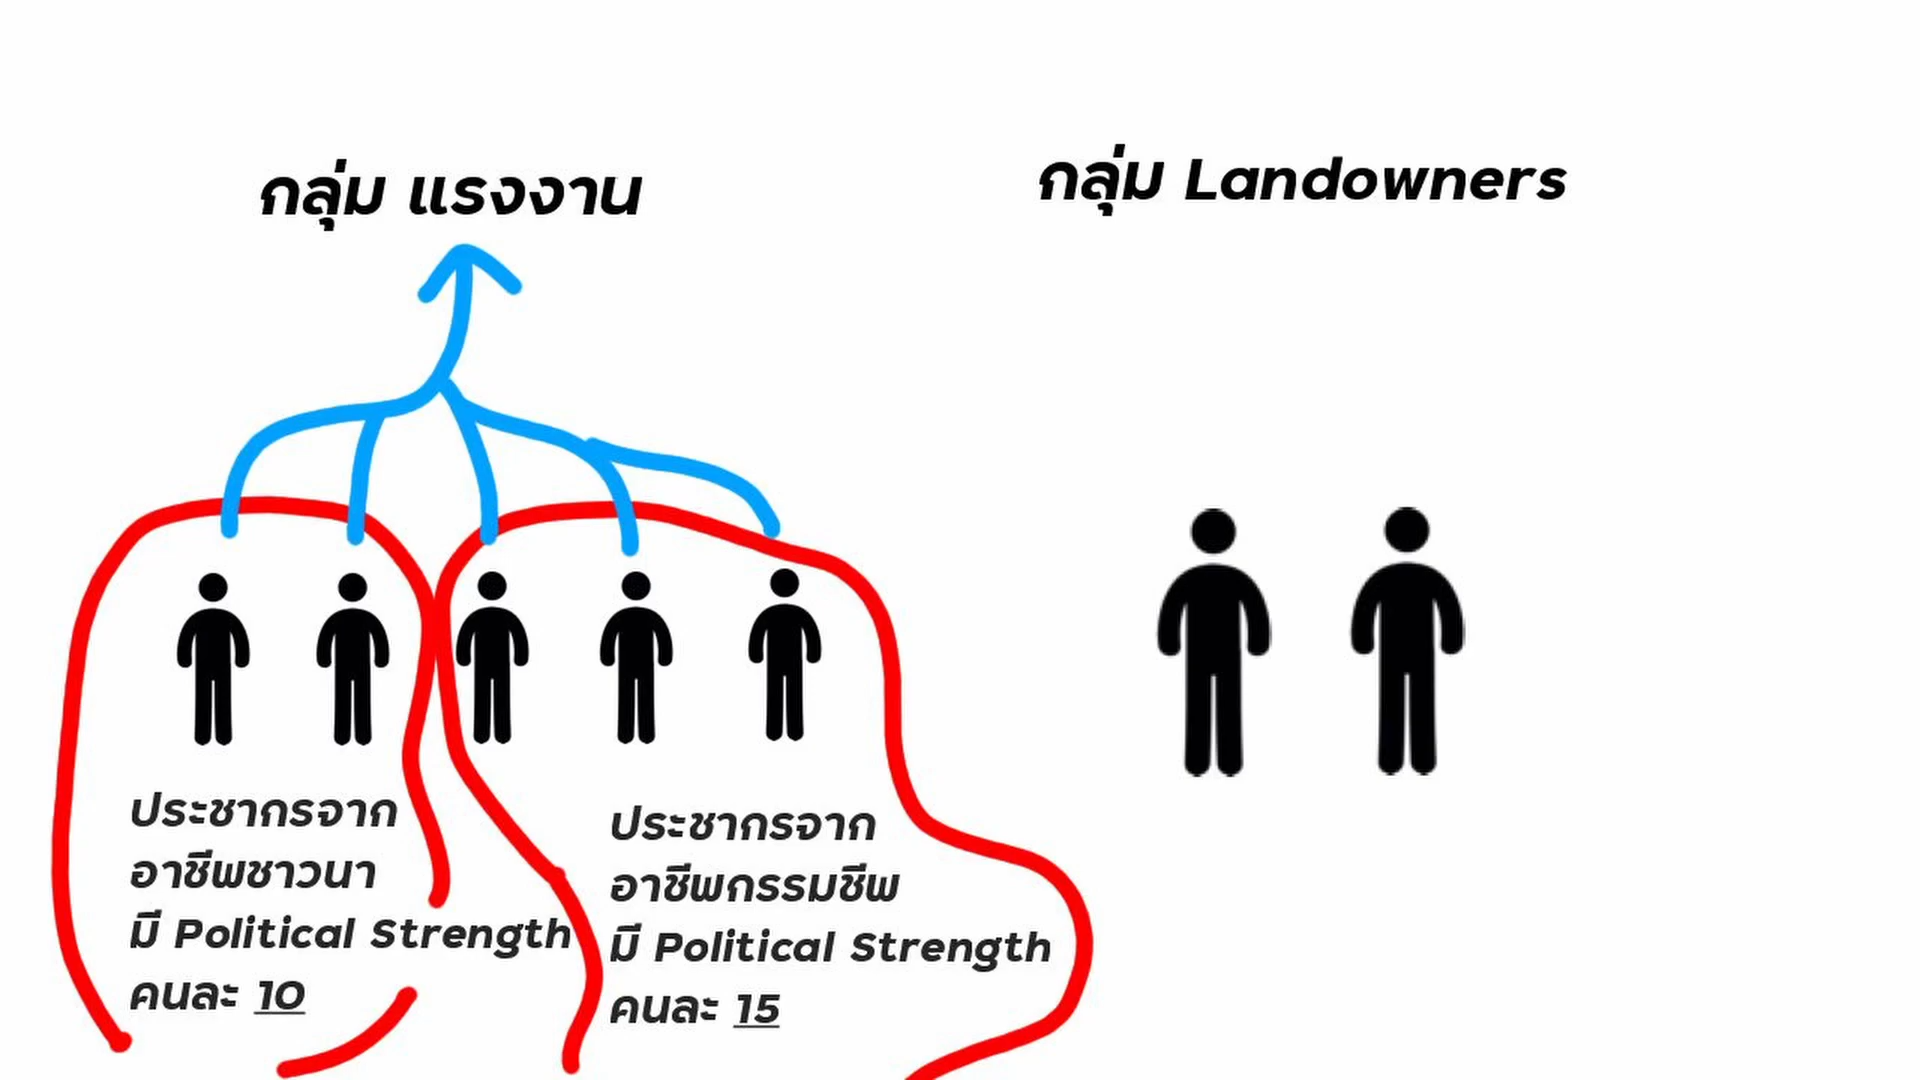 กลุ่ม แรงงาน
กลุ่ม Landowners
ประชากรจาก
อาชีพชาวนา
มี Political Strength
คนละ 10
ประชากรจาก
อาชีพกรรมชีพ
มี Political Strength
คนละ 15